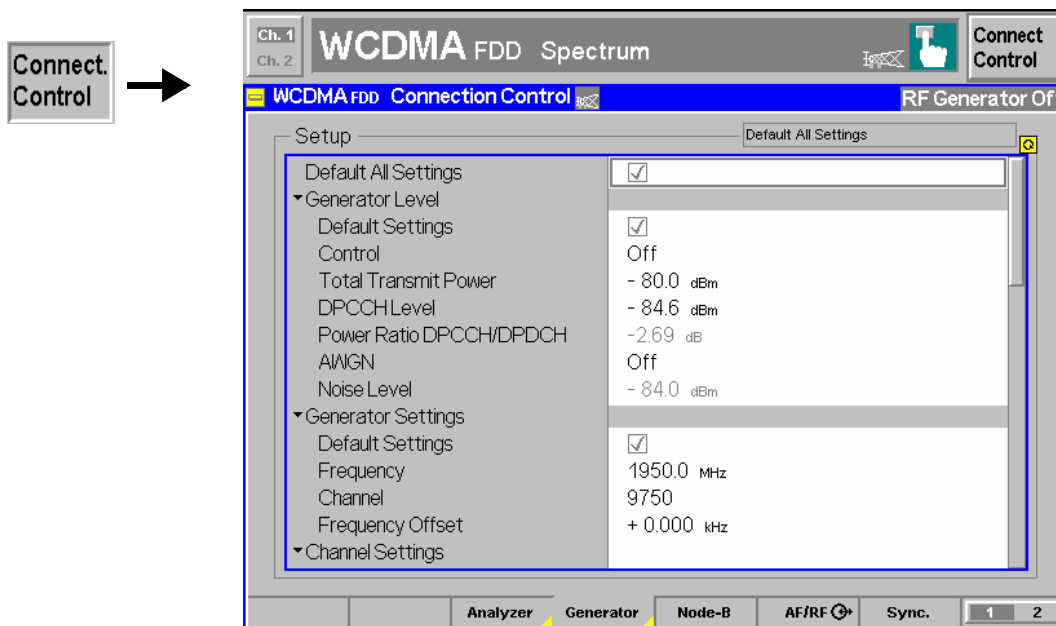 Connect.
Control
Ch. 1
Ch. 2
WCDMA FDD Spectrum
Connect
Control
WCDMA FDD Connection Control
RF Generator Of
Setup
Default All Settings
Default All Settings
Generator Level
Default Settings
Control Off
Total Transmit Power - 80.0 dBm
DPCCH Level - 84.6 dBm
Power Ratio DPCCH/DPDCH -2.69 dB
AWGN Off
Noise Level - 84.0 dBm
Generator Settings
Default Settings
Frequency 1950.0 MHz
Channel 9750
Frequency Offset + 0.000 kHz
Channel Settings
Analyzer Generator Node-B AF/RF Sync. 1 2